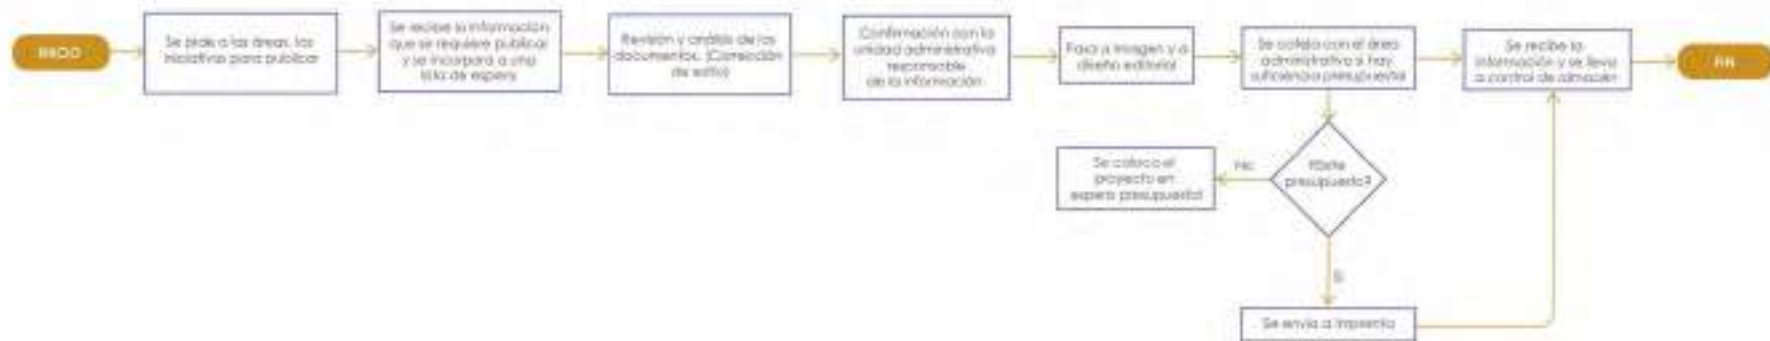 INICIO
Se pide a las áreas, las
iniciativas para publicar
Se recibe la información
que se requiere publicar
y se incorpora a una
lista de espera
Revisión y análisis de los
documentos. (Corrección
de estilo)
Confirmación con la
unidad administrativa
responsable
de la información
Pasa a imagen y a
diseño editorial
Se coteja con el área
administrativa si hay
suficiencia presupuestal
Se recibe la
información y se lleva
a control de almacén
FIN
Se coloca el
proyecto en
espera presupuestal
No
Existe
presupuesto?
Si
Se envía a imprenta